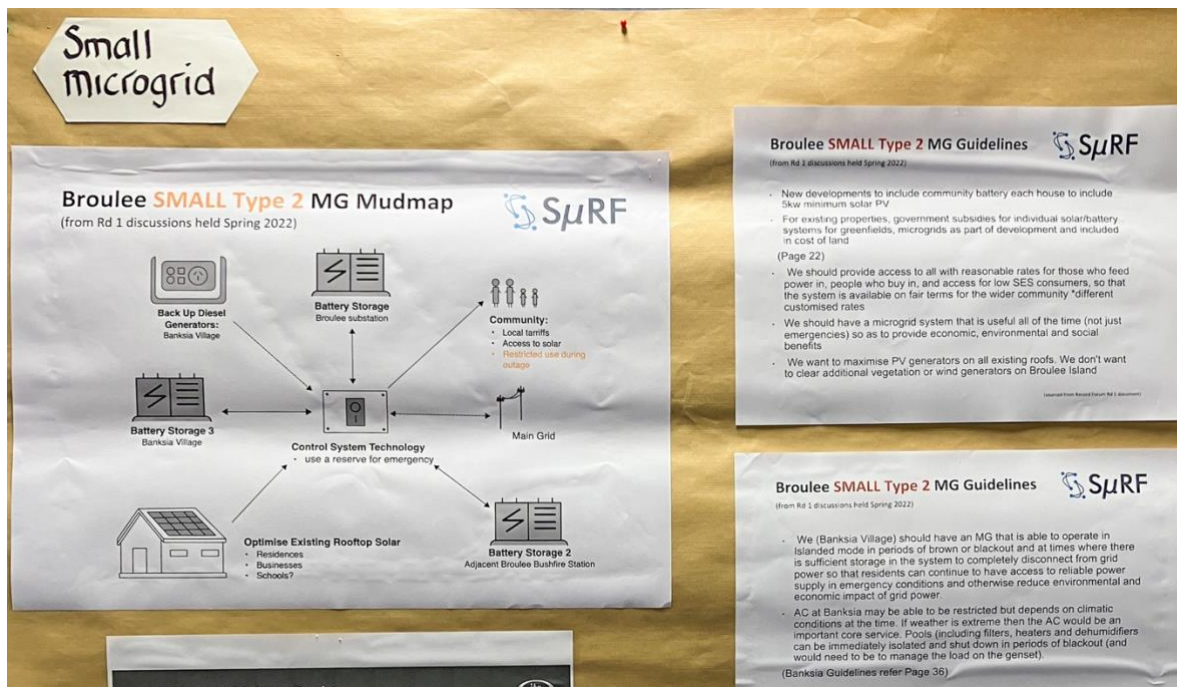 Small
microgrid
Broulee SMALL Type 2 MG Mudmap
(from Rd 1 discussions held Spring 2022)
SμRF
Back Up Diesel
Generators:
Banksia Village
Battery Storage
Broulee substation
Community:
· Local tarriffs
· Access to solar
· Restricted use during
outage
Battery Storage 3
Banksia Village
Control System Technology
· use a reserve for emergency
Main Grid
Optimise Existing Rooftop Solar
· Residences
· Businesses
· Schools?
Battery Storage 2
Adjacent Broulee Bushfire Station
Broulee SMALL Type 2 MG Guidelines
(from Rd 1 discussions held Spring 2022)
SμRF
· New developments to include community battery each house to include
5kw minimum solar PV
· For existing properties, government subsidies for individual solar/battery
systems for greenfields, microgrids as part of development and included
in cost of land
(Page 22)
· We should provide access to all with reasonable rates for those who feed
power in, people who buy in, and access for low SES consumers, so that
the system is available on fair terms for the wider community *different
customised rates
· We should have a microgrid system that is useful all of the time (not just
emergencies) so as to provide economic, environmental and social
benefits
· We want to maximise PV generators on all existing roofs. We don't want
to clear additional vegetation or wind generators on Broulee Island
Broulee SMALL Type 2 MG Guidelines
(from Rd 1 discussions held Spring 2022)
SμRF
· We (Banksia Village) should have an MG that is able to operate in
Islanded mode in periods of brown or blackout and at times where there
is sufficient storage in the system to completely disconnect from grid
power so that residents can continue to have access to reliable power
supply in emergency conditions and otherwise reduce environmental and
economic impact of grid power.
· AC at Banksia may be able to be restricted but depends on climatic
conditions at the time. If weather is extreme then the AC would be an
important core service. Pools (including filters, heaters and dehumidifiers
can be immediately isolated and shut down in periods of blackout (and
would need to be to manage the load on the genset).
(Banksia Guidelines refer Page 36)